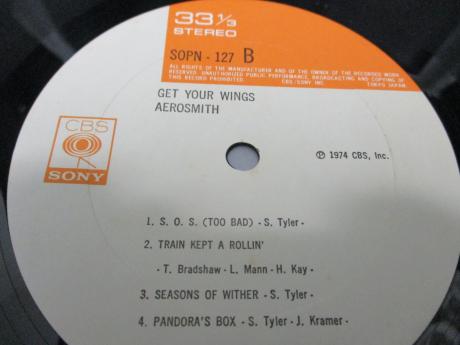 33 1/3
STEREO
SOPN - 127 B
ALL RIGHTS OF THE MANUFACTURER AND OF THE OWNER OF THE RECORDED WORK
RESERVED. UNAUTHORIZED PUBLIC PERFORMANCE, BROADCASTING AND COPYING OF
THIS RECORD PROHIBITED. CBS/SONY INC. TOKYO JAPAN
GET YOUR WINGS
AEROSMITH
CBS
SONY
℗ 1974 CBS, Inc.
1. S. O. S. (TOO BAD) - S. Tyler -
2. TRAIN KEPT A ROLLIN'
- T. Bradshaw - L. Mann - H. Kay -
3. SEASONS OF WITHER - S. Tyler -
4. PANDORA'S BOX - S. Tyler - J. Kramer -